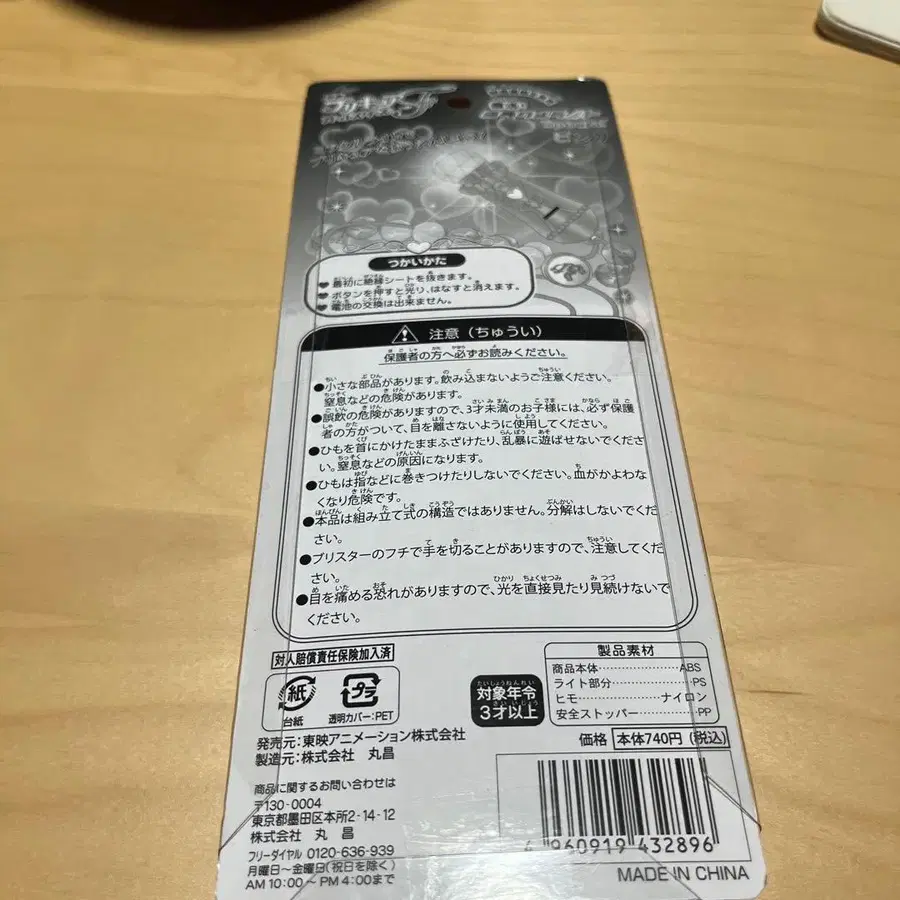 プリキュア
つかいかた
最初に絶縁シートを抜きます。
ボタンを押すと光り、はなすと消えます。
電池の交換は出来ません。
注意（ちゅうい）
保護者の方へ必ずお読みください。
●小さな部品があります。飲み込まないようご注意ください。
窒息などの危険があります。
●誤飲の危険がありますので、3才未満のお子様には、必ず保護
者の方がついて、目を離さないように使用してください。
●ひもを首にかけたままふざけたり、乱暴に遊ばせないでくださ
い。窒息などの原因になります。
●ひもは指などに巻きつけたりしないでください。血がかよわな
くなり危険です。
●本品は組み立て式の構造ではありません。分解はしないでくだ
さい。
●ブリスターのフチで手を切ることがありますので、注意してくだ
さい。
●目を痛める恐れがありますので、光を直接見たり見続けないで
ください。
対人賠償責任保険加入済
紙 プラ
台紙 透明カバー:PET
対象年令
3才以上
製品素材
商品本体 ABS
ライト部分 PS
ヒモ ナイロン
安全ストッパー PP
発売元:東映アニメーション株式会社
製造元:株式会社 丸昌
価格 本体740円(税込)
商品に関するお問い合わせは
〒130-0004
東京都墨田区本所2-14-12
株式会社 丸昌
フリーダイヤル 0120-636-939
月曜日～金曜日(祝日を除く)
AM 10:00 ～ PM 4:00まで
4 960919 432896
MADE IN CHINA